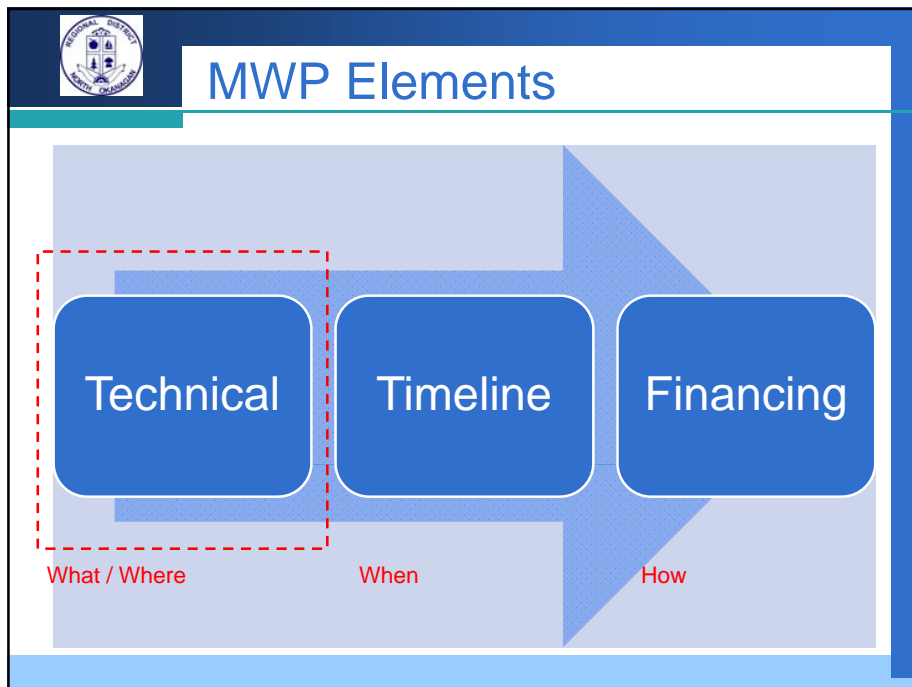 REGIONAL DISTRICT
NORTH OKANAGAN
MWP Elements
Technical
Timeline
Financing
What / Where
When
How